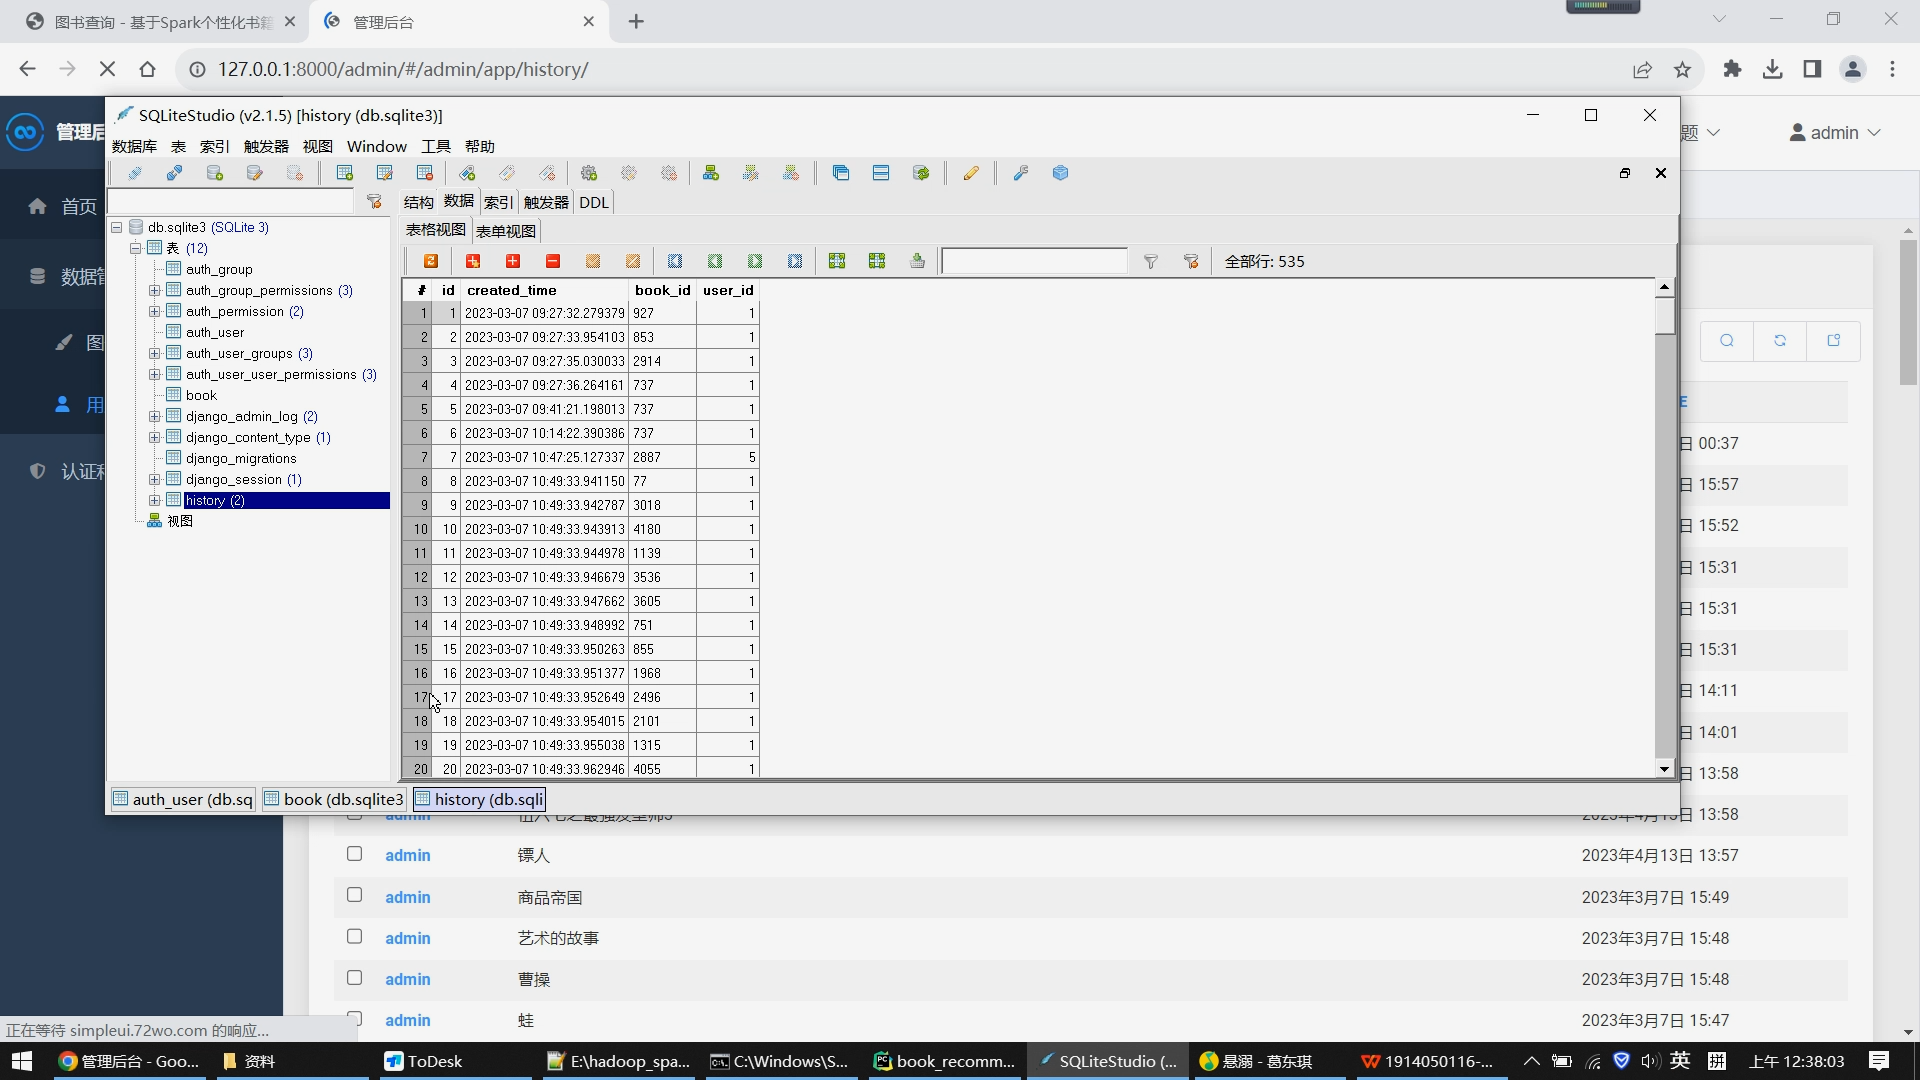 图书查询 - 基于Spark个性化书籍
管理后台
127.0.0.1:8000/admin/#/admin/app/history/
管理后
admin
首页
数据管
认证和
SQLiteStudio (v2.1.5) [history (db.sqlite3)]
数据库 表 索引 触发器 视图 Window 工具 帮助
结构 数据 索引 触发器 DDL
表格视图 表单视图
全部行: 535
db.sqlite3 (SQLite 3)
表 (12)
auth_group
auth_group_permissions (3)
auth_permission (2)
auth_user
auth_user_groups (3)
auth_user_user_permissions (3)
book
django_admin_log (2)
django_content_type (1)
django_migrations
django_session (1)
history (2)
视图
# id created_time book_id user_id
1 1 2023-03-07 09:27:32.279379 927 1
2 2 2023-03-07 09:27:33.954103 853 1
3 3 2023-03-07 09:27:35.030033 2914 1
4 4 2023-03-07 09:27:36.264161 737 1
5 5 2023-03-07 09:41:21.198013 737 1
6 6 2023-03-07 10:14:22.390386 737 1
7 7 2023-03-07 10:47:25.127337 2887 5
8 8 2023-03-07 10:49:33.941150 77 1
9 9 2023-03-07 10:49:33.942787 3018 1
10 10 2023-03-07 10:49:33.943913 4180 1
11 11 2023-03-07 10:49:33.944978 1139 1
12 12 2023-03-07 10:49:33.946679 3536 1
13 13 2023-03-07 10:49:33.947662 3605 1
14 14 2023-03-07 10:49:33.948992 751 1
15 15 2023-03-07 10:49:33.950263 855 1
16 16 2023-03-07 10:49:33.951377 1968 1
17 17 2023-03-07 10:49:33.952649 2496 1
18 18 2023-03-07 10:49:33.954015 2101 1
19 19 2023-03-07 10:49:33.955038 1315 1
20 20 2023-03-07 10:49:33.962946 4055 1
auth_user (db.sq book (db.sqlite3 history (db.sqli
题
图
用
E
日 00:37
日 15:57
日 15:52
日 15:31
日 15:31
日 15:31
日 14:11
日 14:01
日 13:58
2023年4月13日 13:58
admin 镖人 2023年4月13日 13:57
admin 商品帝国 2023年3月7日 15:49
admin 艺术的故事 2023年3月7日 15:48
admin 曹操 2023年3月7日 15:48
admin 蛙 2023年3月7日 15:47
正在等待 simpleui.72wo.com 的响应...
管理后台 - Goo...
资料
ToDesk
E:\hadoop_spa...
C:\Windows\S...
book_recomm...
SQLiteStudio (...
悬溺 - 葛东琪
1914050116-...
英
拼
上午 12:38:03